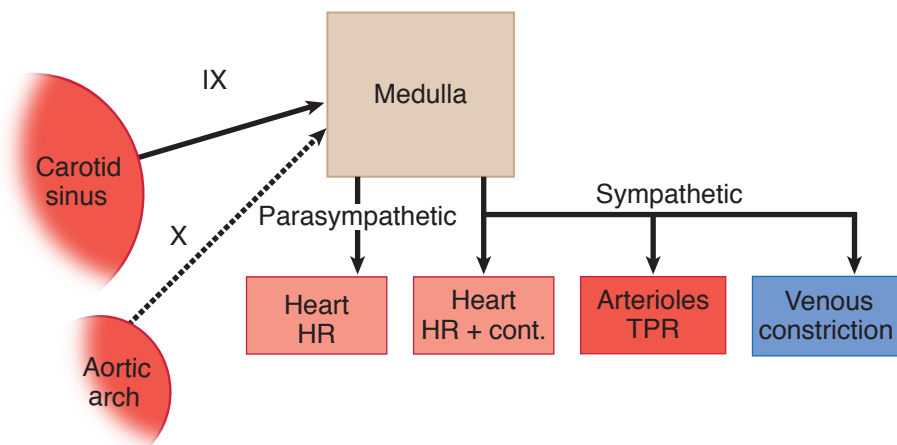 IX
Medulla
Carotid
sinus
X
Parasympathetic
Sympathetic
Heart
HR
Heart
HR + cont.
Arterioles
TPR
Venous
constriction
Aortic
arch